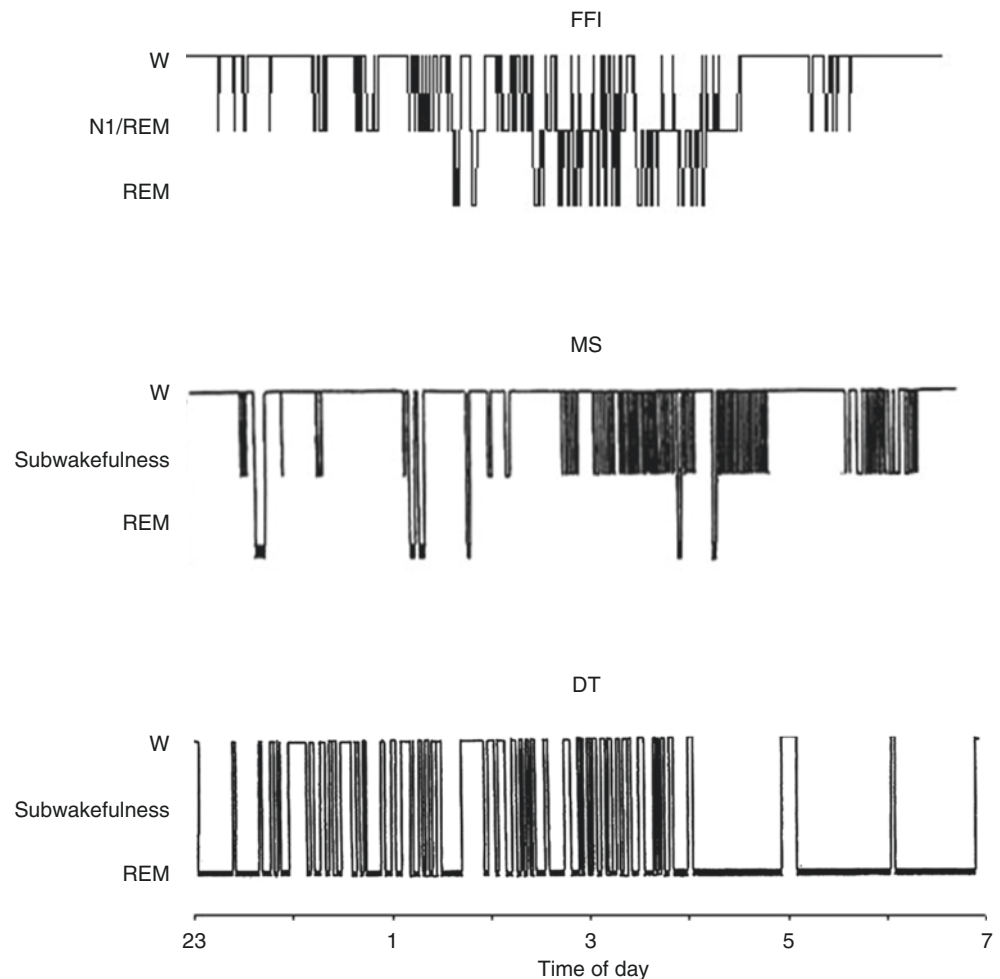 FFI
W
N1/REM
REM
MS
W
Subwakefulness
REM
DT
W
Subwakefulness
REM
23 1 3 5 7
Time of day